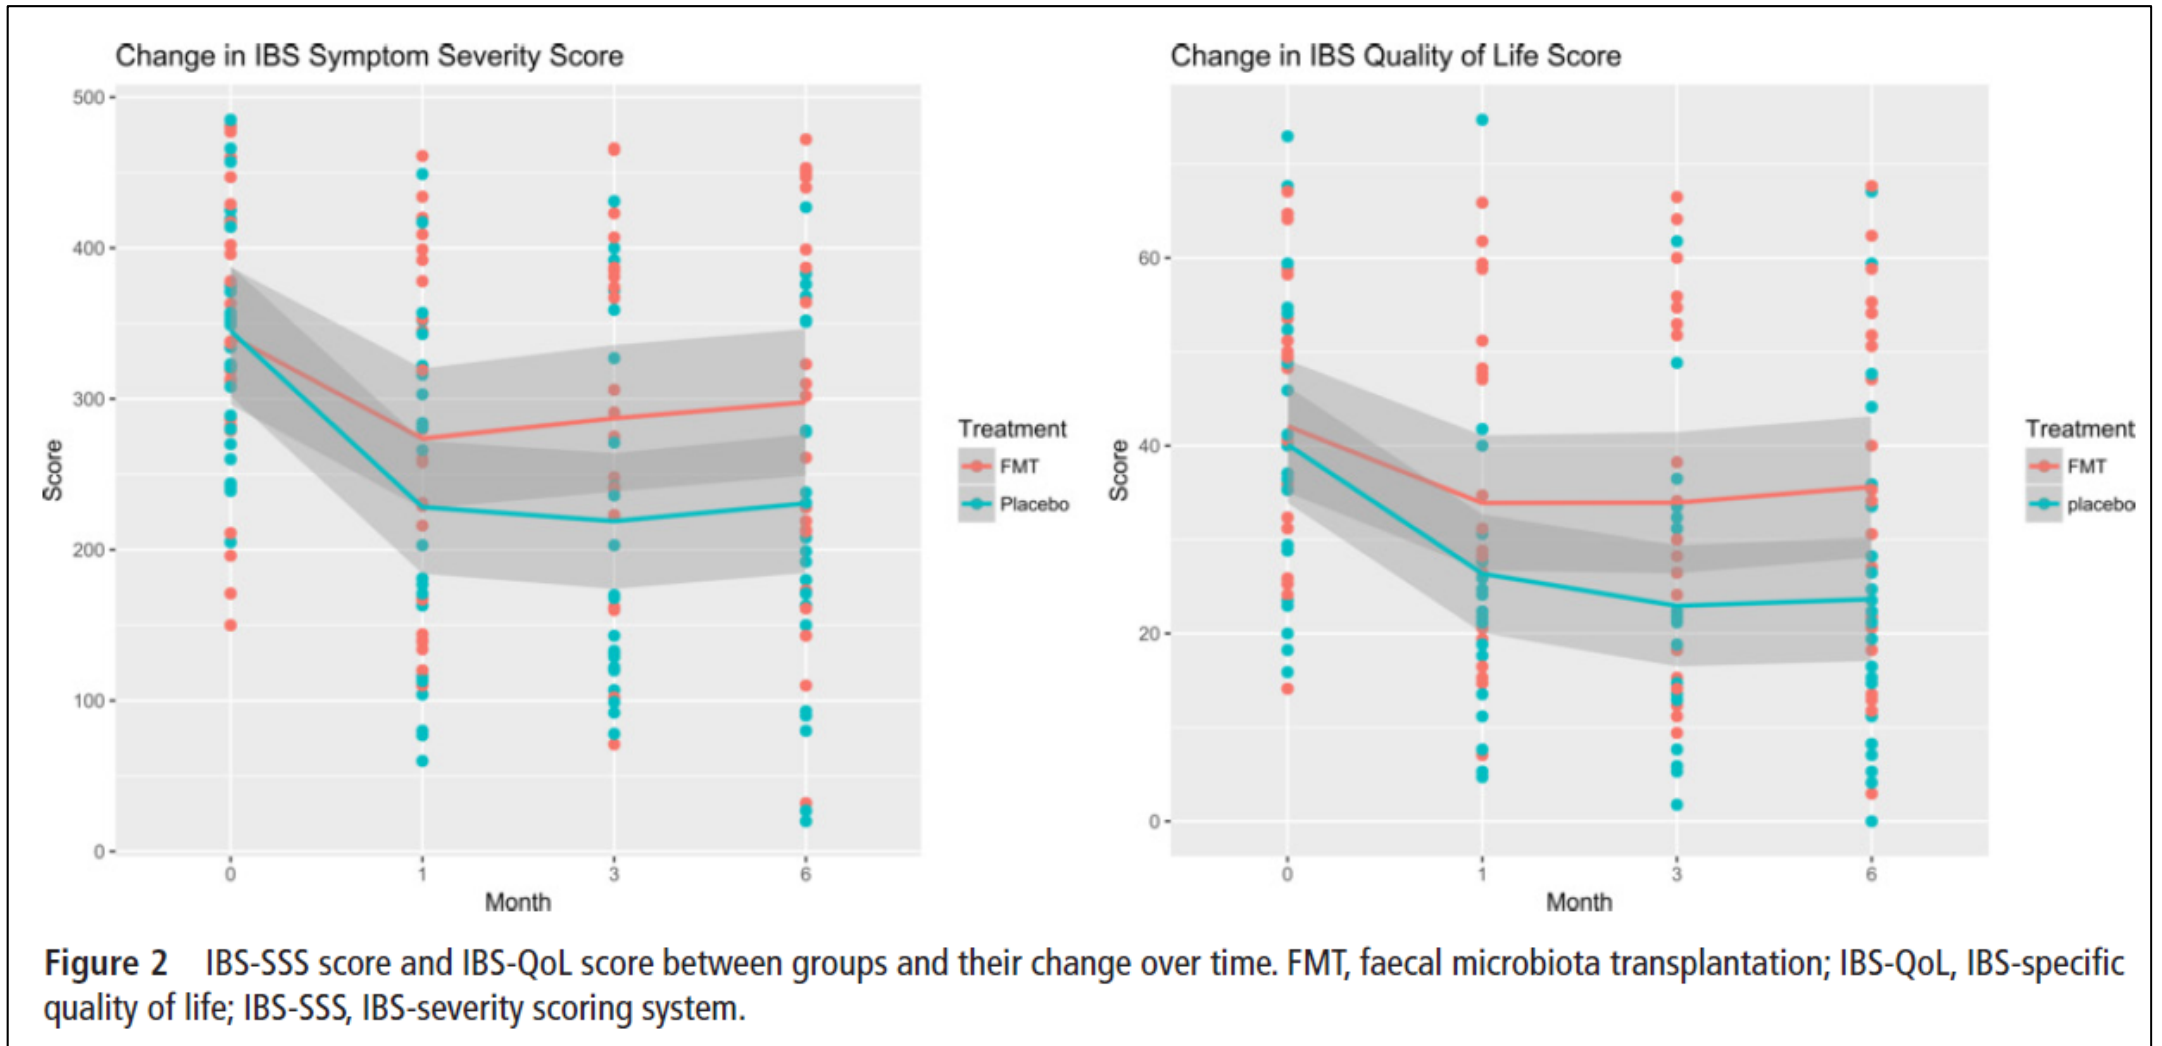 Change in IBS Symptom Severity Score
500
400
300
200
100
0
Score
0 1 3 6
Month
Treatment
FMT
Placebo
Change in IBS Quality of Life Score
60
40
20
0
Score
0 1 3 6
Month
Treatment
FMT
placebo
Figure 2 IBS-SSS score and IBS-QoL score between groups and their change over time. FMT, faecal microbiota transplantation; IBS-QoL, IBS-specific
quality of life; IBS-SSS, IBS-severity scoring system.